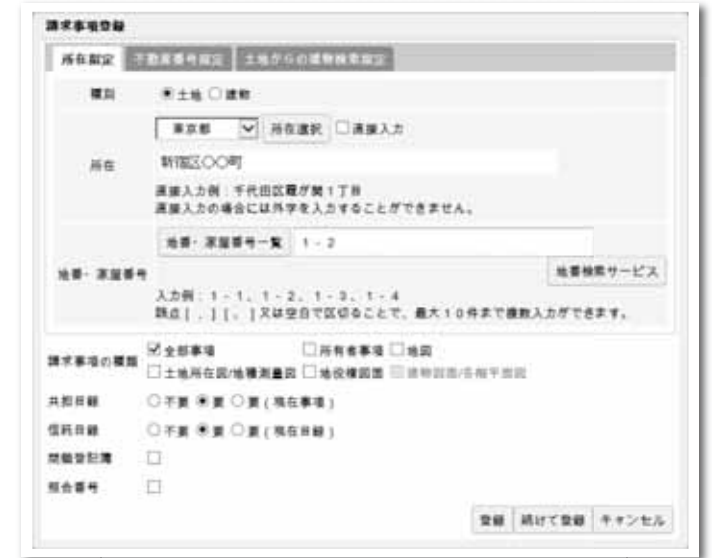 請求事項登録
所在指定 不動産番号指定 土地からの建物検索指定
種別 土地 建物
東京都 所在選択 直接入力
所在 新宿区〇〇町
直接入力例：千代田区霞が関１丁目
直接入力の場合には外字を入力することができません。
地番・家屋番号一覧 １－２
地番・家屋番号 地番検索サービス
入力例：１－１、１－２、１－３、１－４
読点［，］［、］又は空白で区切ることで、最大１０件まで複数入力ができます。
請求事項の種類 全部事項 所有者事項 地図
土地所在図/地積測量図 地役権図面 建物図面/各階平面図
共担目録 不要 要 要(現在事項)
信託目録 不要 要 要(現在目録)
閉鎖登記簿
照合番号
登録 続けて登録 キャンセル